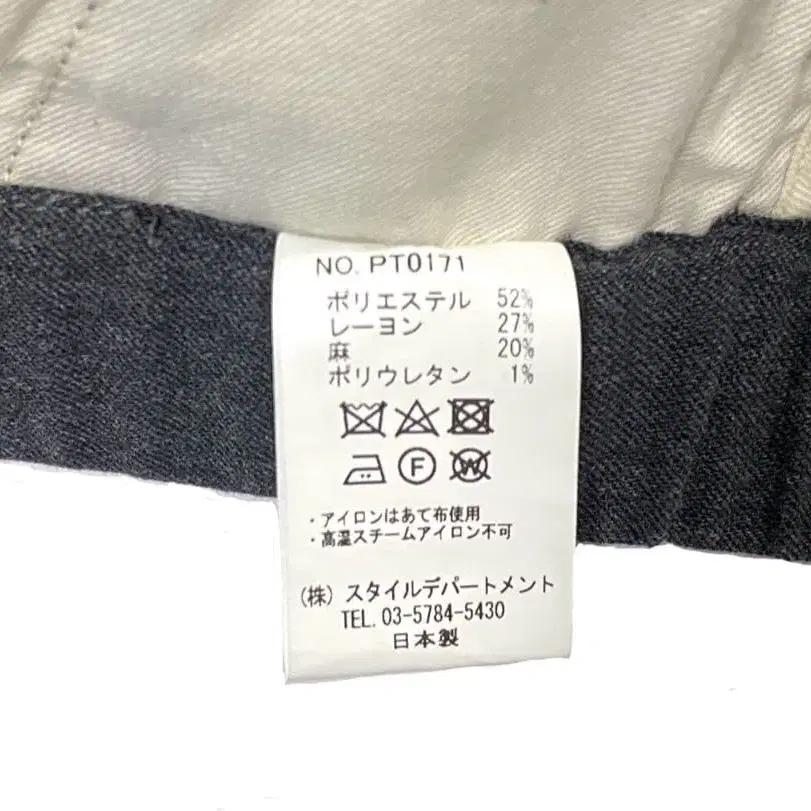 NO. PT0171
ポリエステル 52%
レーヨン 27%
麻 20%
ポリウレタン 1%
F W
・アイロンはあて布使用
・高温スチームアイロン不可
(株) スタイルデパートメント
TEL. 03-5784-5430
日本製